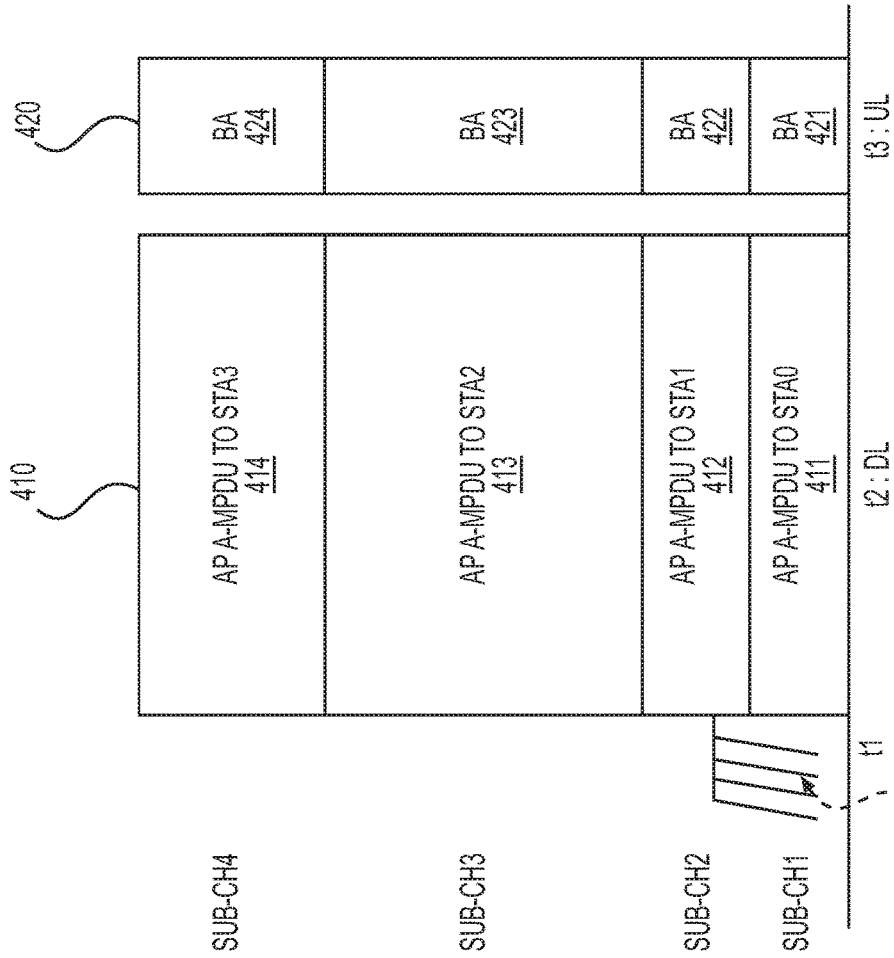 410
420
SUB-CH4
AP A-MPDU TO STA3
414
BA
424
SUB-CH3
AP A-MPDU TO STA2
413
BA
423
SUB-CH2
AP A-MPDU TO STA1
412
BA
422
SUB-CH1
AP A-MPDU TO STA0
411
BA
421
t1
t2 : DL
t3 : UL